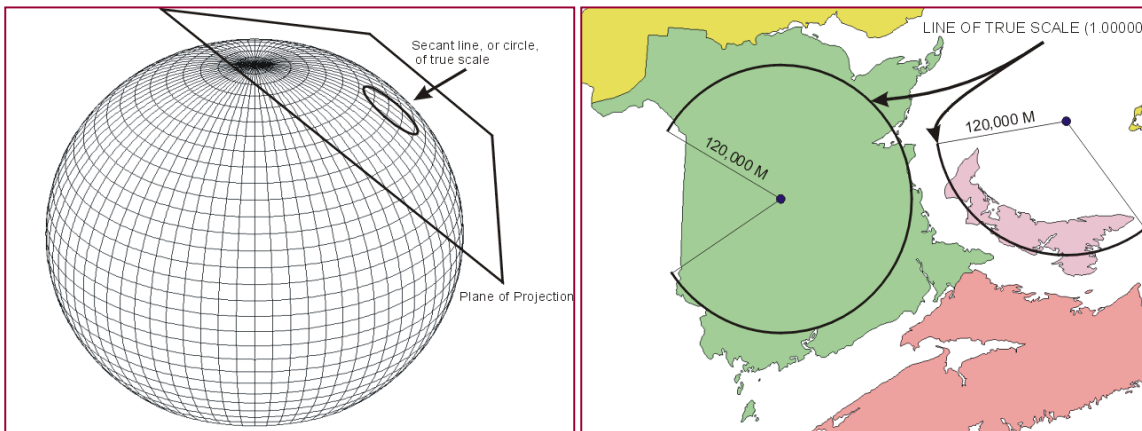 Secant line, or circle,
of true scale
Plane of Projection
LINE OF TRUE SCALE (1.00000
120,000 M
120,000 M